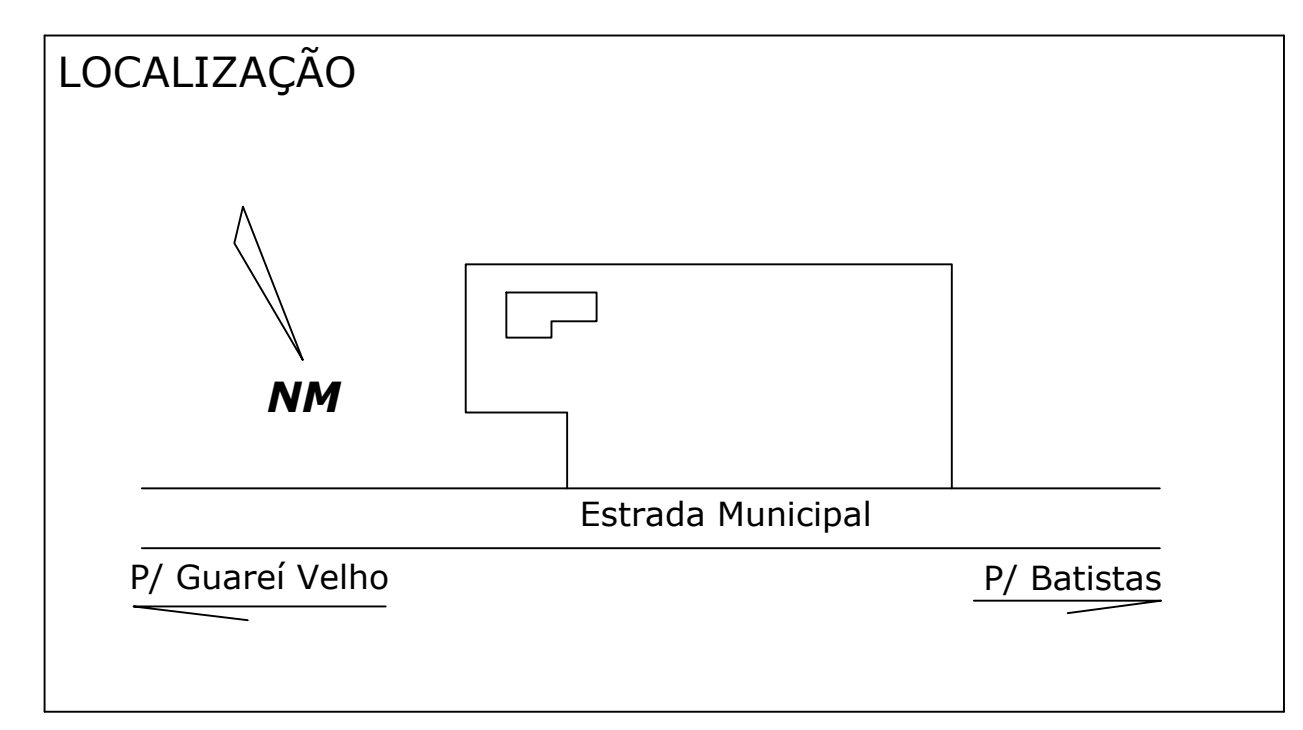 LOCALIZAÇÃO
NM
Estrada Municipal
P/ Guareí Velho
P/ Batistas